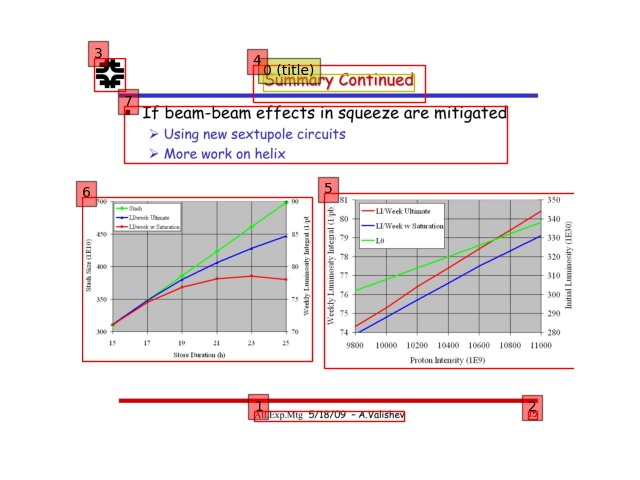 3
4
0 (title)
Summary Continued
7
If beam-beam effects in squeeze are mitigated
Using new sextupole circuits
More work on helix
6
500
450
400
350
300
Stash Size (1E10)
Stash
LI/week Ultimate
LI/week w Saturation
90
85
80
75
70
Weekly Luminosity Integral (1/pb
15 17 19 21 23 25
Store Duration (h)
5
81
80
79
78
77
76
75
74
Weekly Luminosity Integral (1/pb
LI/Week Ultimate
LI/Week w Saturation
L0
350
340
330
320
310
300
290
280
Initial Luminosity (1E30)
9800 10000 10200 10400 10600 10800 11000
Proton Intensity (1E9)
1
All Exp.Mtg 5/18/09 – A.Valishev
2